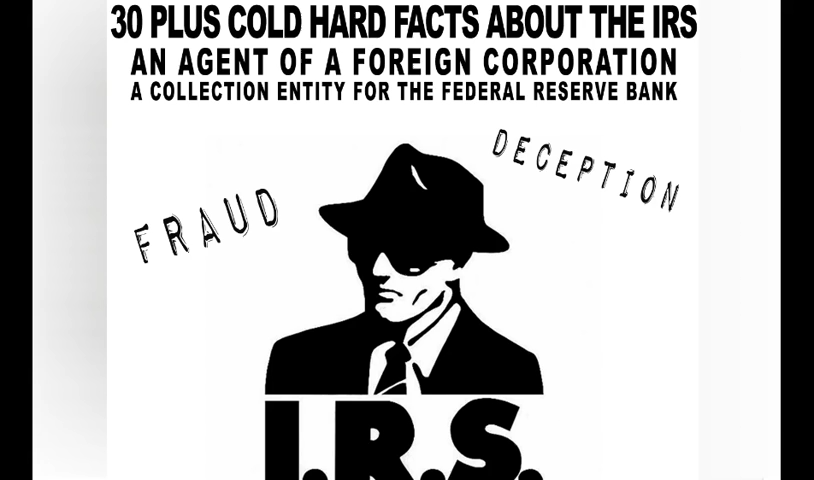 30 PLUS COLD HARD FACTS ABOUT THE IRS
AN AGENT OF A FOREIGN CORPORATION
A COLLECTION ENTITY FOR THE FEDERAL RESERVE BANK
DECEPTION
FRAUD
I.R.S.